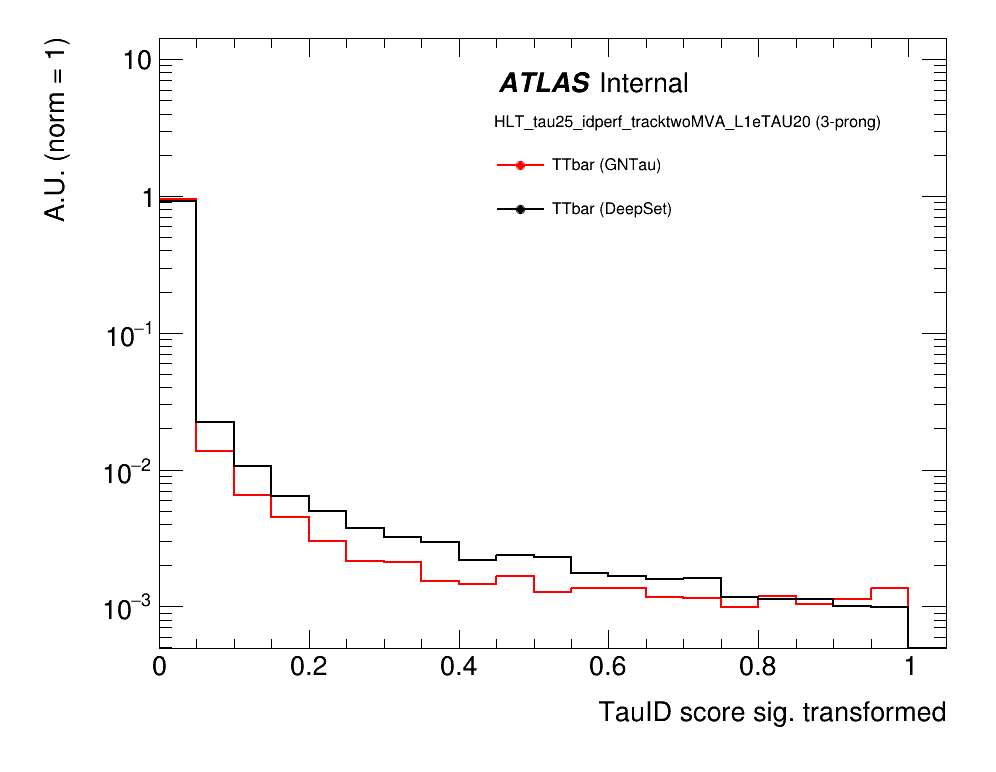 A.U. (norm = 1)
10
1
10⁻¹
10⁻²
10⁻³
ATLAS Internal
HLT_tau25_idperf_tracktwoMVA_L1eTAU20 (3-prong)
TTbar (GNTau)
TTbar (DeepSet)
0 0.2 0.4 0.6 0.8 1
TauID score sig. transformed